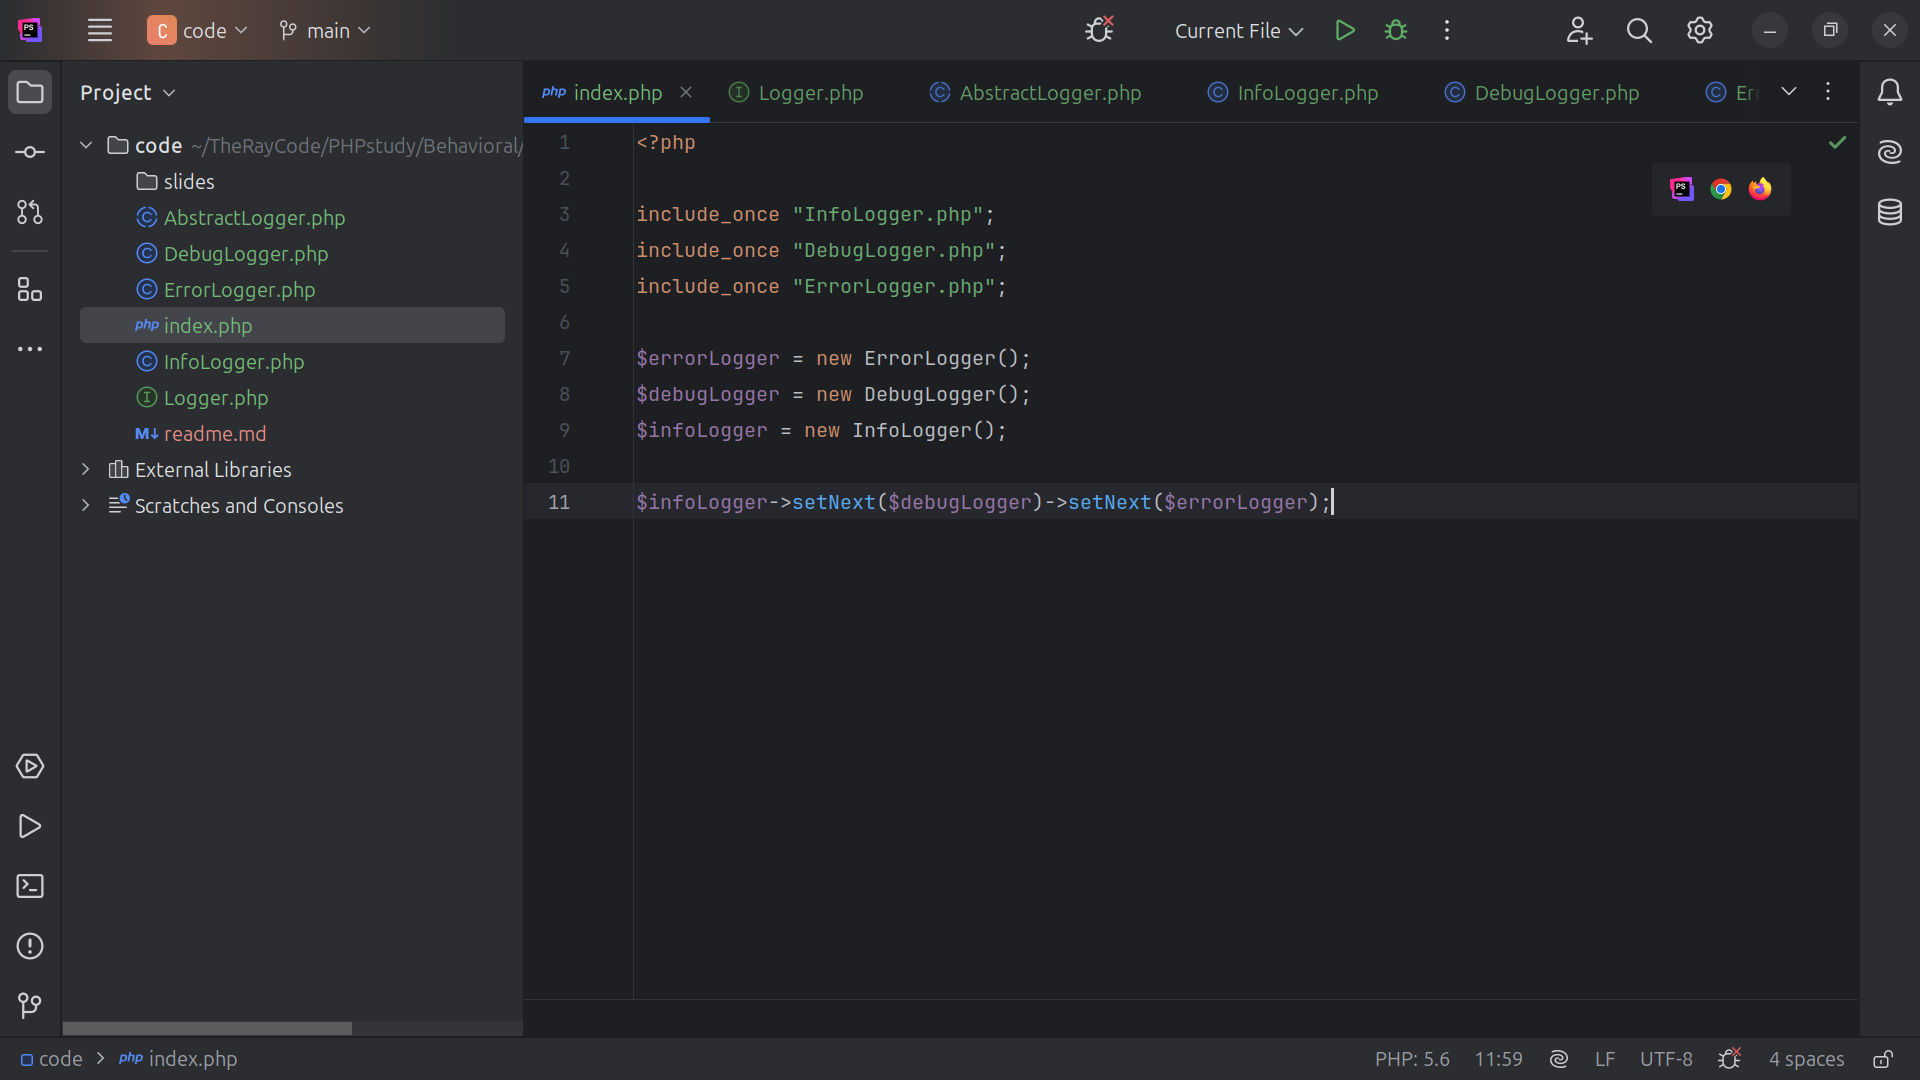 C code main Current File
Project
code ~/TheRayCode/PHPstudy/Behavioral/
slides
AbstractLogger.php
DebugLogger.php
ErrorLogger.php
php index.php
InfoLogger.php
Logger.php
M↓ readme.md
External Libraries
Scratches and Consoles
php index.php Logger.php AbstractLogger.php InfoLogger.php DebugLogger.php Er
1 <?php
2
3 include_once "InfoLogger.php";
4 include_once "DebugLogger.php";
5 include_once "ErrorLogger.php";
6
7 $errorLogger = new ErrorLogger();
8 $debugLogger = new DebugLogger();
9 $infoLogger = new InfoLogger();
10
11 $infoLogger->setNext($debugLogger)->setNext($errorLogger);
code > php index.php PHP: 5.6 11:59 LF UTF-8 4 spaces